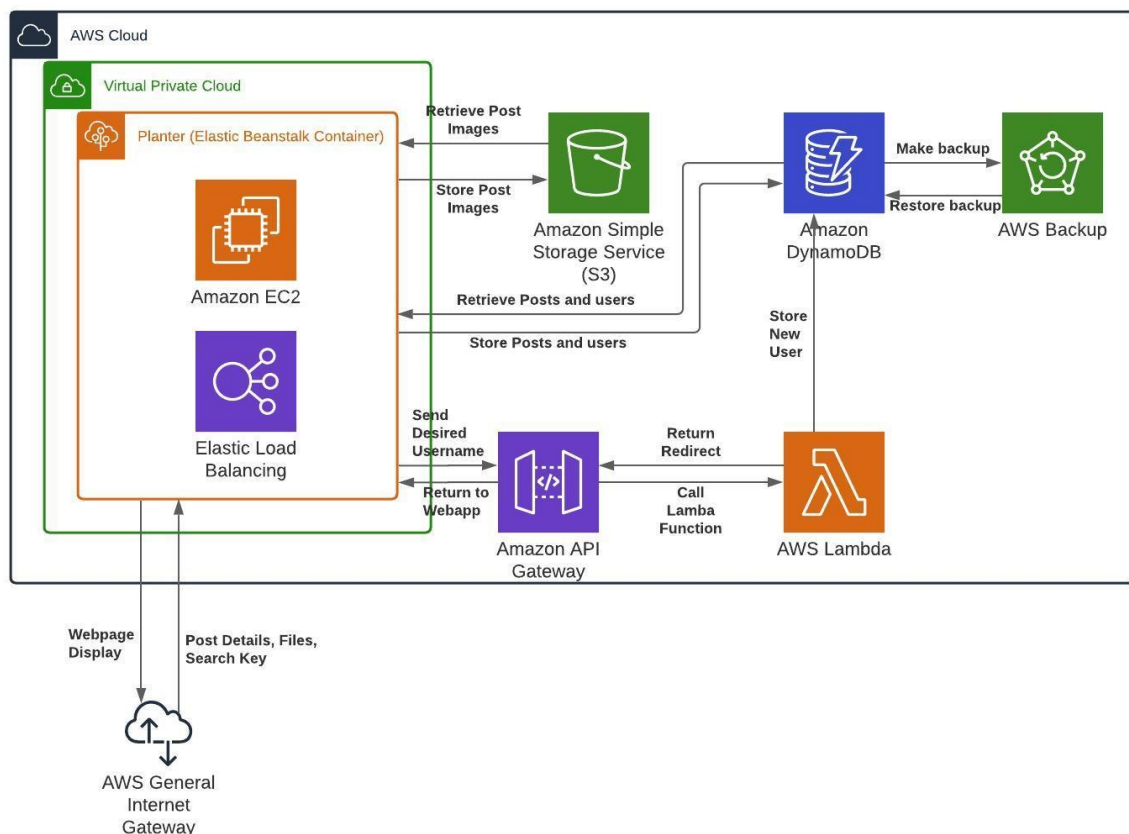 AWS Cloud
Virtual Private Cloud
Planter (Elastic Beanstalk Container)
Retrieve Post
Images
Store Post
Images
Amazon EC2
Elastic Load
Balancing
Amazon Simple
Storage Service
(S3)
Amazon
DynamoDB
Make backup
Restore backup
AWS Backup
Retrieve Posts and users
Store Posts and users
Store
New
User
Send
Desired
Username
Return to
Webapp
Amazon API
Gateway
Return
Redirect
Call
Lamba
Function
AWS Lambda
Webpage
Display
Post Details, Files,
Search Key
AWS General
Internet
Gateway